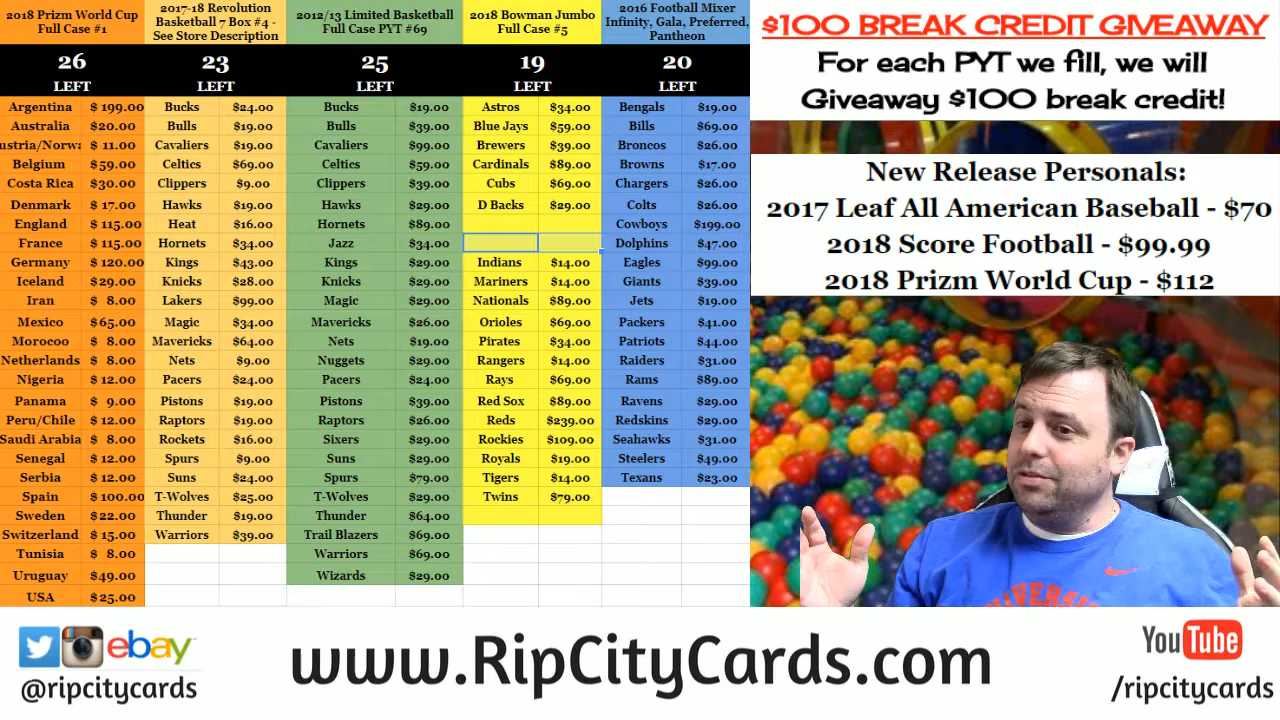 2018 Prizm World Cup
Full Case #1
26
LEFT
Argentina $ 199.00
Australia $20.00
ustria/Norwa $ 11.00
Belgium $59.00
Costa Rica $30.00
Denmark $ 17.00
England $ 115.00
France $ 115.00
Germany $ 120.00
Iceland $29.00
Iran $ 8.00
Mexico $65.00
Morocoo $ 8.00
Netherlands $ 8.00
Nigeria $ 12.00
Panama $ 9.00
Peru/Chile $ 12.00
Saudi Arabia $ 8.00
Senegal $ 12.00
Serbia $ 12.00
Spain $ 100.00
Sweden $ 22.00
Switzerland $ 15.00
Tunisia $ 8.00
Uruguay $49.00
USA $25.00
2017-18 Revolution
Basketball 7 Box #4 -
See Store Description
23
LEFT
Bucks $24.00
Bulls $19.00
Cavaliers $19.00
Celtics $69.00
Clippers $9.00
Hawks $19.00
Heat $16.00
Hornets $34.00
Kings $43.00
Knicks $28.00
Lakers $99.00
Magic $34.00
Mavericks $64.00
Nets $9.00
Pacers $24.00
Pistons $19.00
Raptors $19.00
Rockets $16.00
Spurs $9.00
Suns $24.00
T-Wolves $25.00
Thunder $19.00
Warriors $39.00
2012/13 Limited Basketball
Full Case PYT #69
25
LEFT
Bucks $19.00
Bulls $39.00
Cavaliers $99.00
Celtics $59.00
Clippers $39.00
Hawks $29.00
Hornets $89.00
Jazz $34.00
Kings $29.00
Knicks $29.00
Magic $29.00
Mavericks $26.00
Nets $19.00
Nuggets $29.00
Pacers $24.00
Pistons $39.00
Raptors $26.00
Sixers $29.00
Suns $29.00
Spurs $79.00
T-Wolves $29.00
Thunder $64.00
Trail Blazers $69.00
Warriors $69.00
Wizards $29.00
2018 Bowman Jumbo
Full Case #5
19
LEFT
Astros $34.00
Blue Jays $59.00
Brewers $39.00
Cardinals $89.00
Cubs $69.00
D Backs $29.00
Indians $14.00
Mariners $14.00
Nationals $89.00
Orioles $69.00
Pirates $34.00
Rangers $14.00
Rays $69.00
Red Sox $89.00
Reds $239.00
Rockies $109.00
Royals $19.00
Tigers $14.00
Twins $79.00
2016 Football Mixer
Infinity, Gala, Preferred,
Pantheon
20
LEFT
Bengals $19.00
Bills $69.00
Broncos $26.00
Browns $17.00
Chargers $26.00
Colts $26.00
Cowboys $199.00
Dolphins $47.00
Eagles $99.00
Giants $39.00
Jets $19.00
Packers $41.00
Patriots $44.00
Raiders $31.00
Rams $89.00
Ravens $29.00
Redskins $29.00
Seahawks $31.00
Steelers $49.00
Texans $23.00
$100 BREAK CREDIT GIVEAWAY
For each PYT we fill, we will
Giveaway $100 break credit!
New Release Personals:
2017 Leaf All American Baseball - $70
2018 Score Football - $99.99
2018 Prizm World Cup - $112
ebay
@ripcitycards
www.RipCityCards.com
YouTube
/ripcitycards